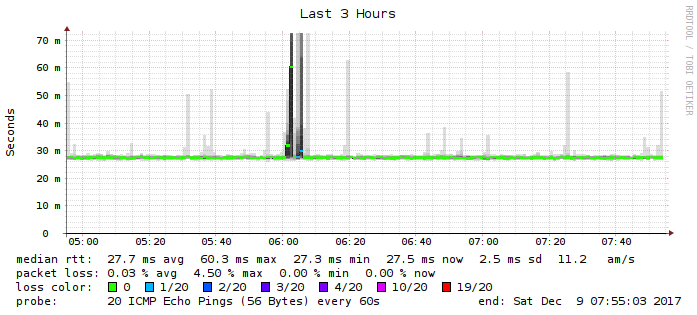 Last 3 Hours
RRDTOOL / TOBI OETIKER
Seconds
70 m
60 m
50 m
40 m
30 m
20 m
10 m
0
05:00 05:20 05:40 06:00 06:20 06:40 07:00 07:20 07:40
median rtt: 27.7 ms avg 60.3 ms max 27.3 ms min 27.5 ms now 2.5 ms sd 11.2 am/s
packet loss: 0.03 % avg 4.50 % max 0.00 % min 0.00 % now
loss color: 0 1/20 2/20 3/20 4/20 10/20 19/20
probe: 20 ICMP Echo Pings (56 Bytes) every 60s end: Sat Dec 9 07:55:03 2017